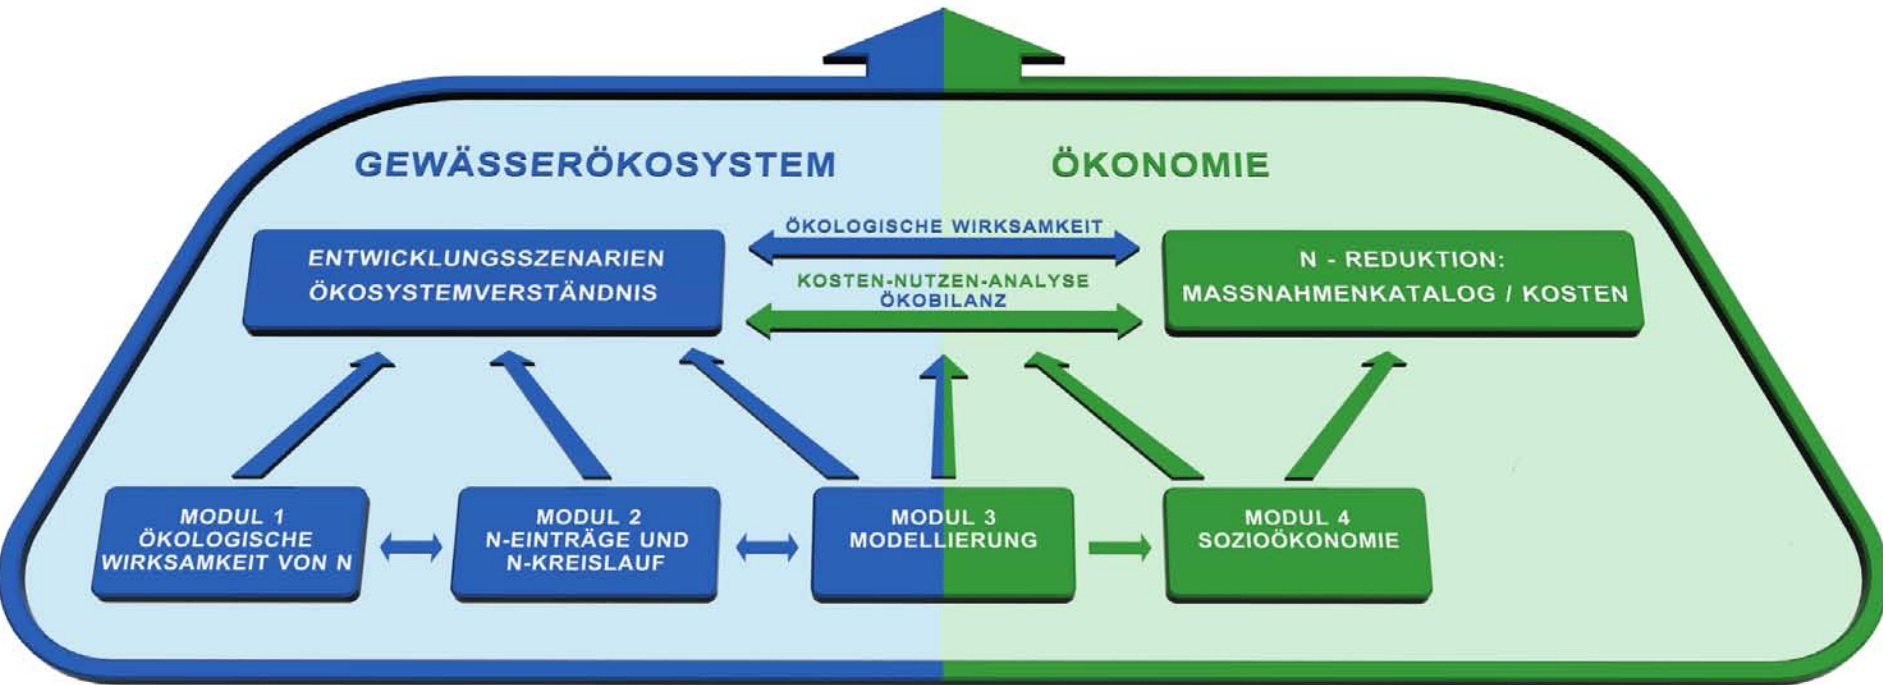 GEWÄSSERÖKOSYSTEM
ÖKONOMIE
ENTWICKLUNGSSZENARIEN
ÖKOSYSTEMVERSTÄNDNIS
ÖKOLOGISCHE WIRKSAMKEIT
KOSTEN-NUTZEN-ANALYSE
ÖKOBILANZ
N - REDUKTION:
MASSNAHMENKATALOG / KOSTEN
MODUL 1
ÖKOLOGISCHE
WIRKSAMKEIT VON N
MODUL 2
N-EINTRÄGE UND
N-KREISLAUF
MODUL 3
MODELLIERUNG
MODUL 4
SOZIOÖKONOMIE